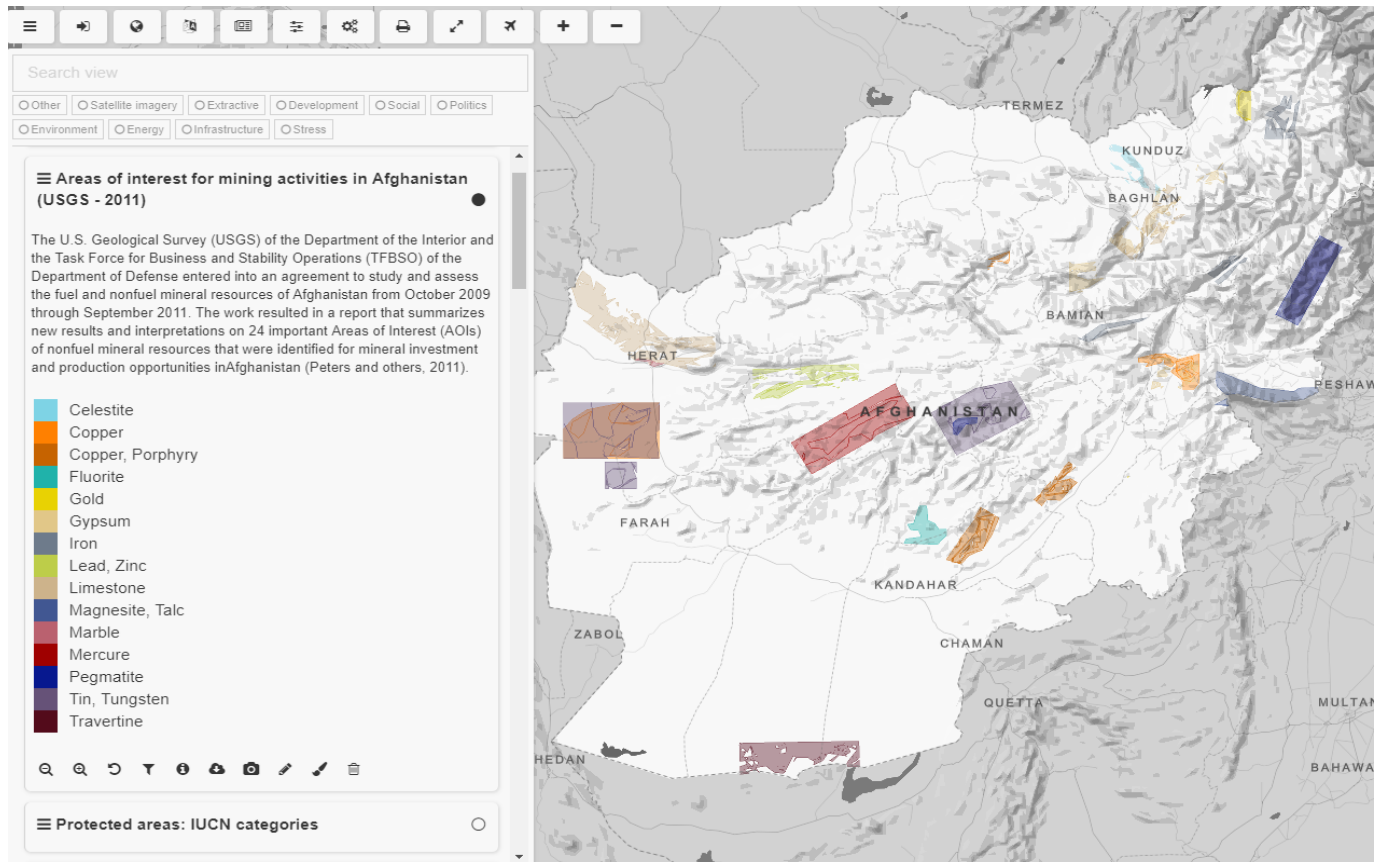 Search view
Other Satellite imagery Extractive Development Social Politics
Environment Energy Infrastructure Stress
Areas of interest for mining activities in Afghanistan
(USGS - 2011)
The U.S. Geological Survey (USGS) of the Department of the Interior and
the Task Force for Business and Stability Operations (TFBSO) of the
Department of Defense entered into an agreement to study and assess
the fuel and nonfuel mineral resources of Afghanistan from October 2009
through September 2011. The work resulted in a report that summarizes
new results and interpretations on 24 important Areas of Interest (AOIs)
of nonfuel mineral resources that were identified for mineral investment
and production opportunities inAfghanistan (Peters and others, 2011).
Celestite
Copper
Copper, Porphyry
Fluorite
Gold
Gypsum
Iron
Lead, Zinc
Limestone
Magnesite, Talc
Marble
Mercure
Pegmatite
Tin, Tungsten
Travertine
Protected areas: IUCN categories
TERMEZ
KUNDUZ
BAGHLAN
BAMIAN
HERAT
PESHAW
AFGHANISTAN
FARAH
KANDAHAR
ZABOL
CHAMAN
QUETTA
MULTAN
HEDAN
BAHAWA